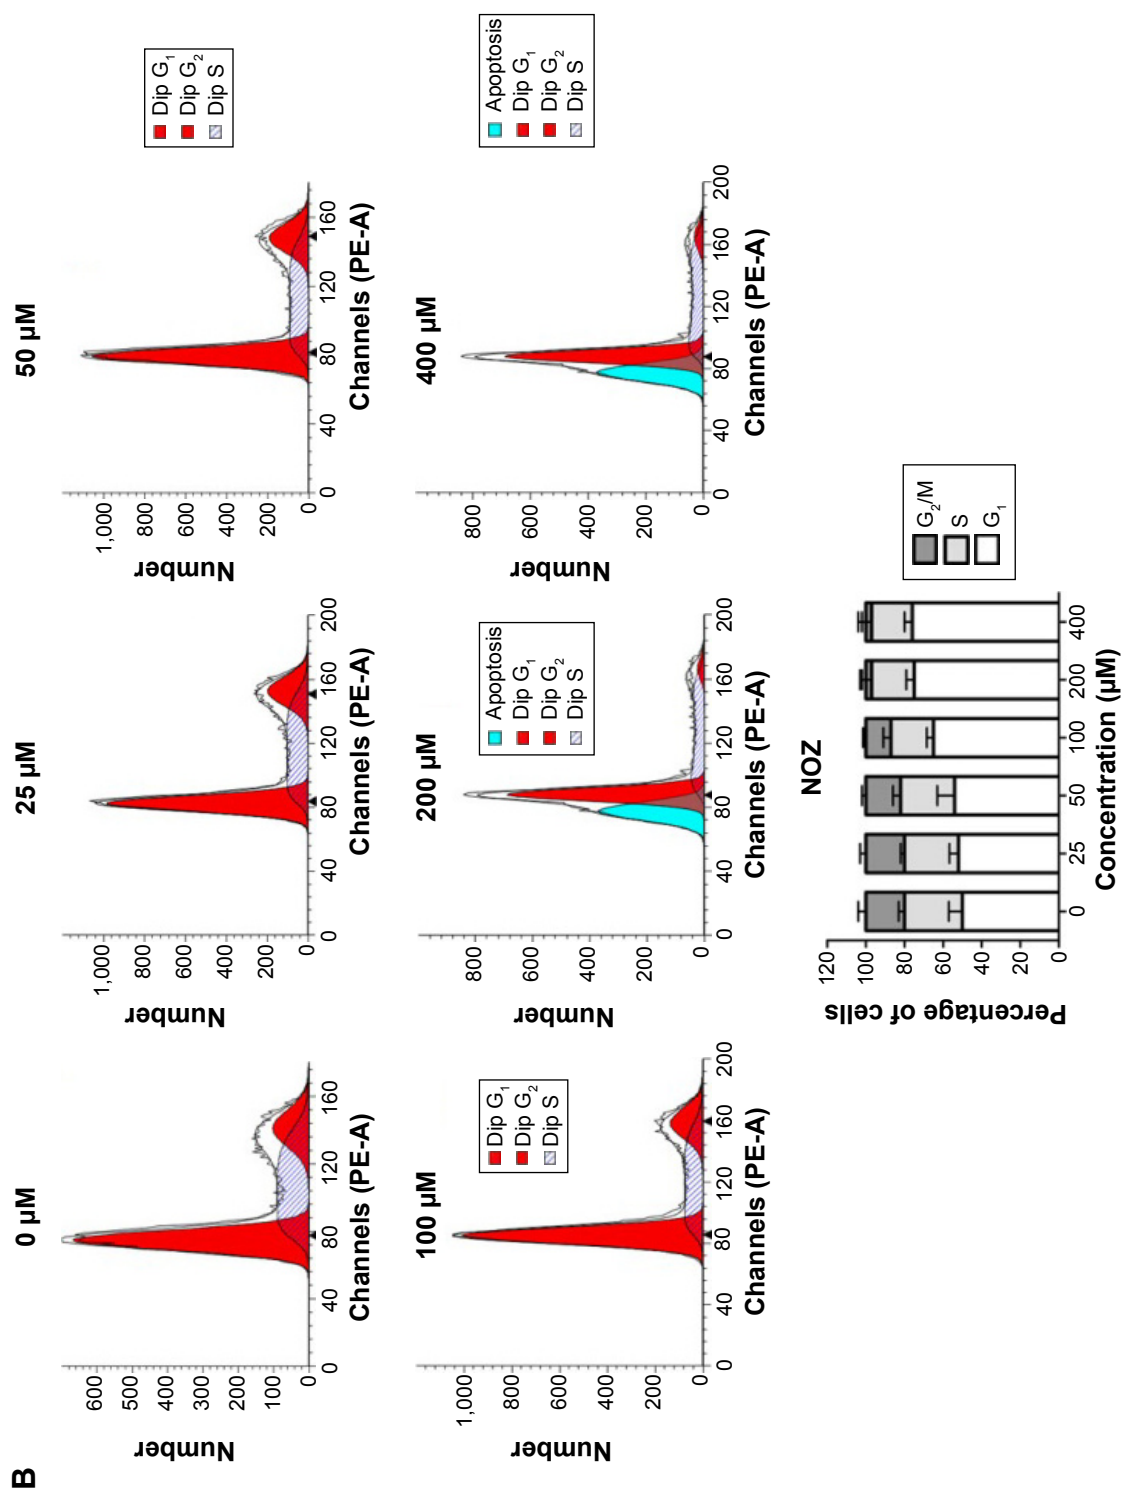 B
0 µM
Number
600
500
400
300
200
100
0
0 40 80 120 160
Channels (PE-A)
25 µM
Number
1,000
800
600
400
200
0
0 40 80 120 160 200
Channels (PE-A)
50 µM
Number
1,000
800
600
400
200
0
0 40 80 120 160
Channels (PE-A)
Dip G₁
Dip G₂
Dip S
100 µM
Number
1,000
800
600
400
200
0
0 40 80 120 160 200
Channels (PE-A)
Dip G₁
Dip G₂
Dip S
200 µM
Number
800
600
400
200
0
0 40 80 120 160 200
Channels (PE-A)
Apoptosis
Dip G₁
Dip G₂
Dip S
400 µM
Number
800
600
400
200
0
0 40 80 120 160 200
Channels (PE-A)
Apoptosis
Dip G₁
Dip G₂
Dip S
NOZ
Percentage of cells
120
100
80
60
40
20
0
0 25 50 100 200 400
Concentration (µM)
G₂/M
S
G₁